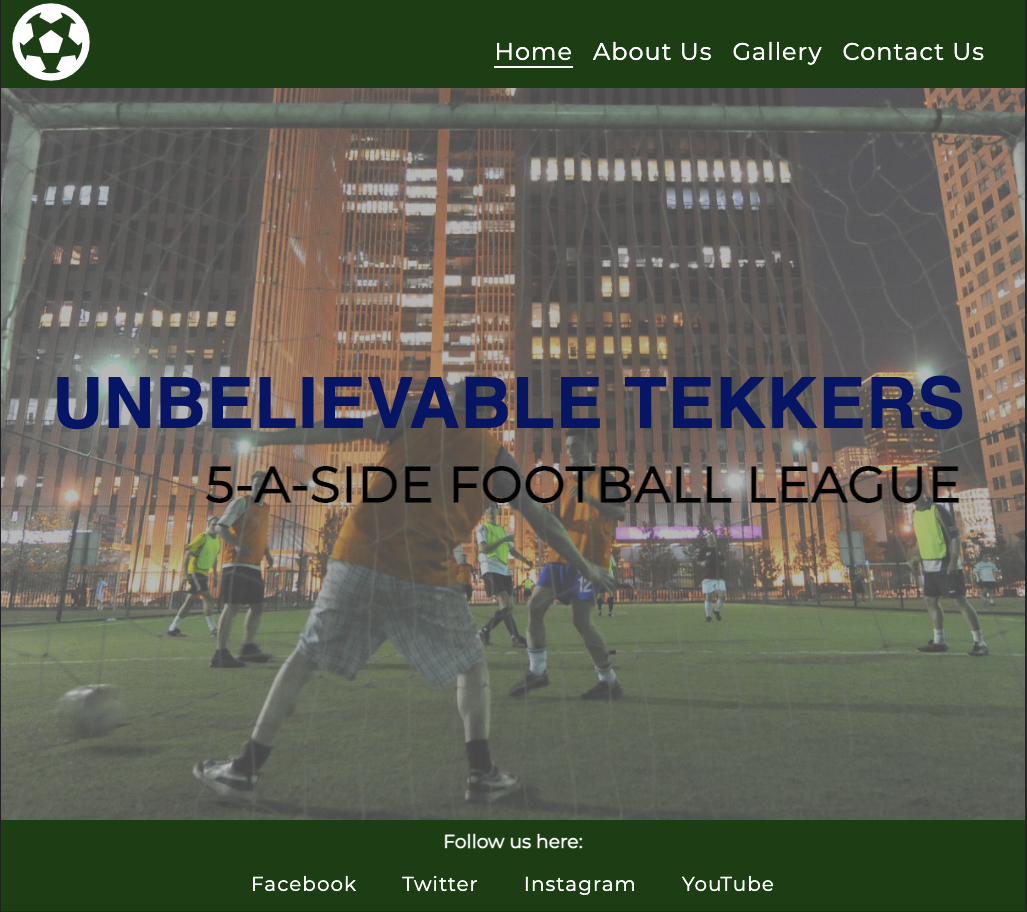 Home About Us Gallery Contact Us
UNBELIEVABLE TEKKERS
5-A-SIDE FOOTBALL LEAGUE
Follow us here:
Facebook Twitter Instagram YouTube